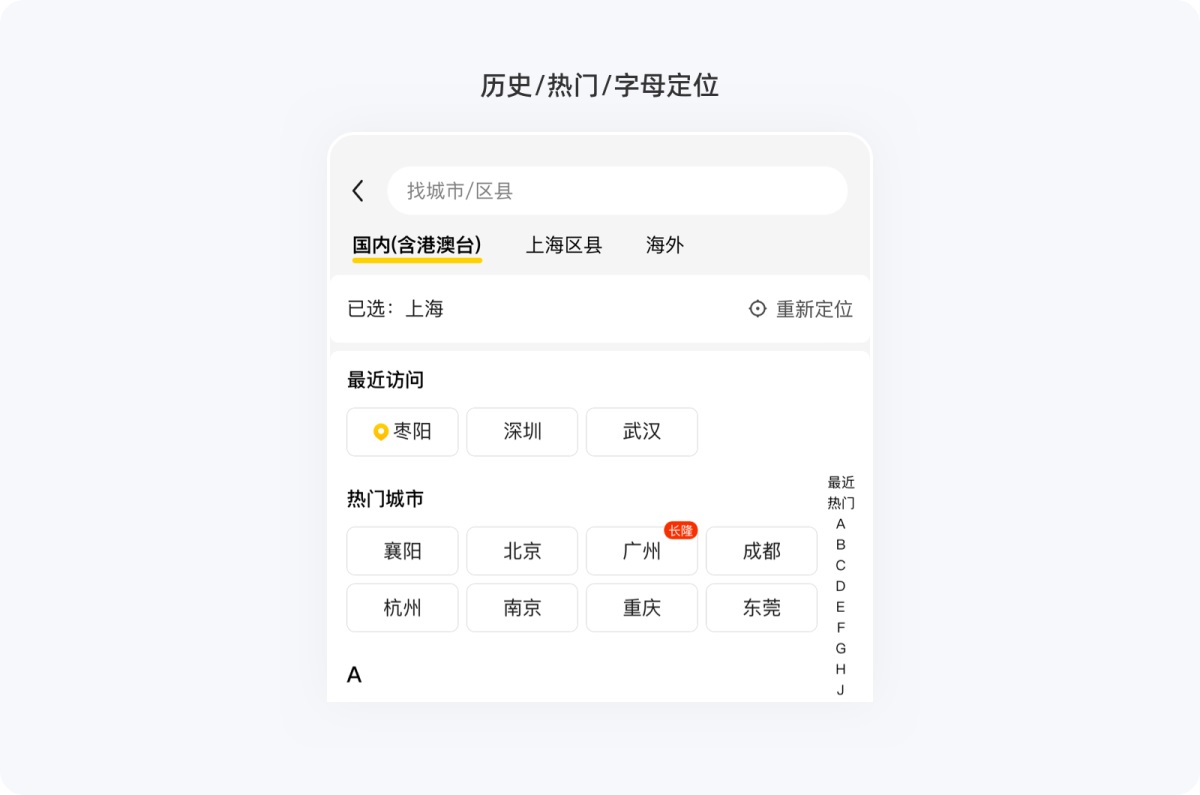 历史/热门/字母定位
找城市/区县
国内(含港澳台) 上海区县 海外
已选：上海 重新定位
最近访问
枣阳 深圳 武汉
热门城市
长隆
襄阳 北京 广州 成都
杭州 南京 重庆 东莞
A
最近
热门
A
B
C
D
E
F
G
H
J